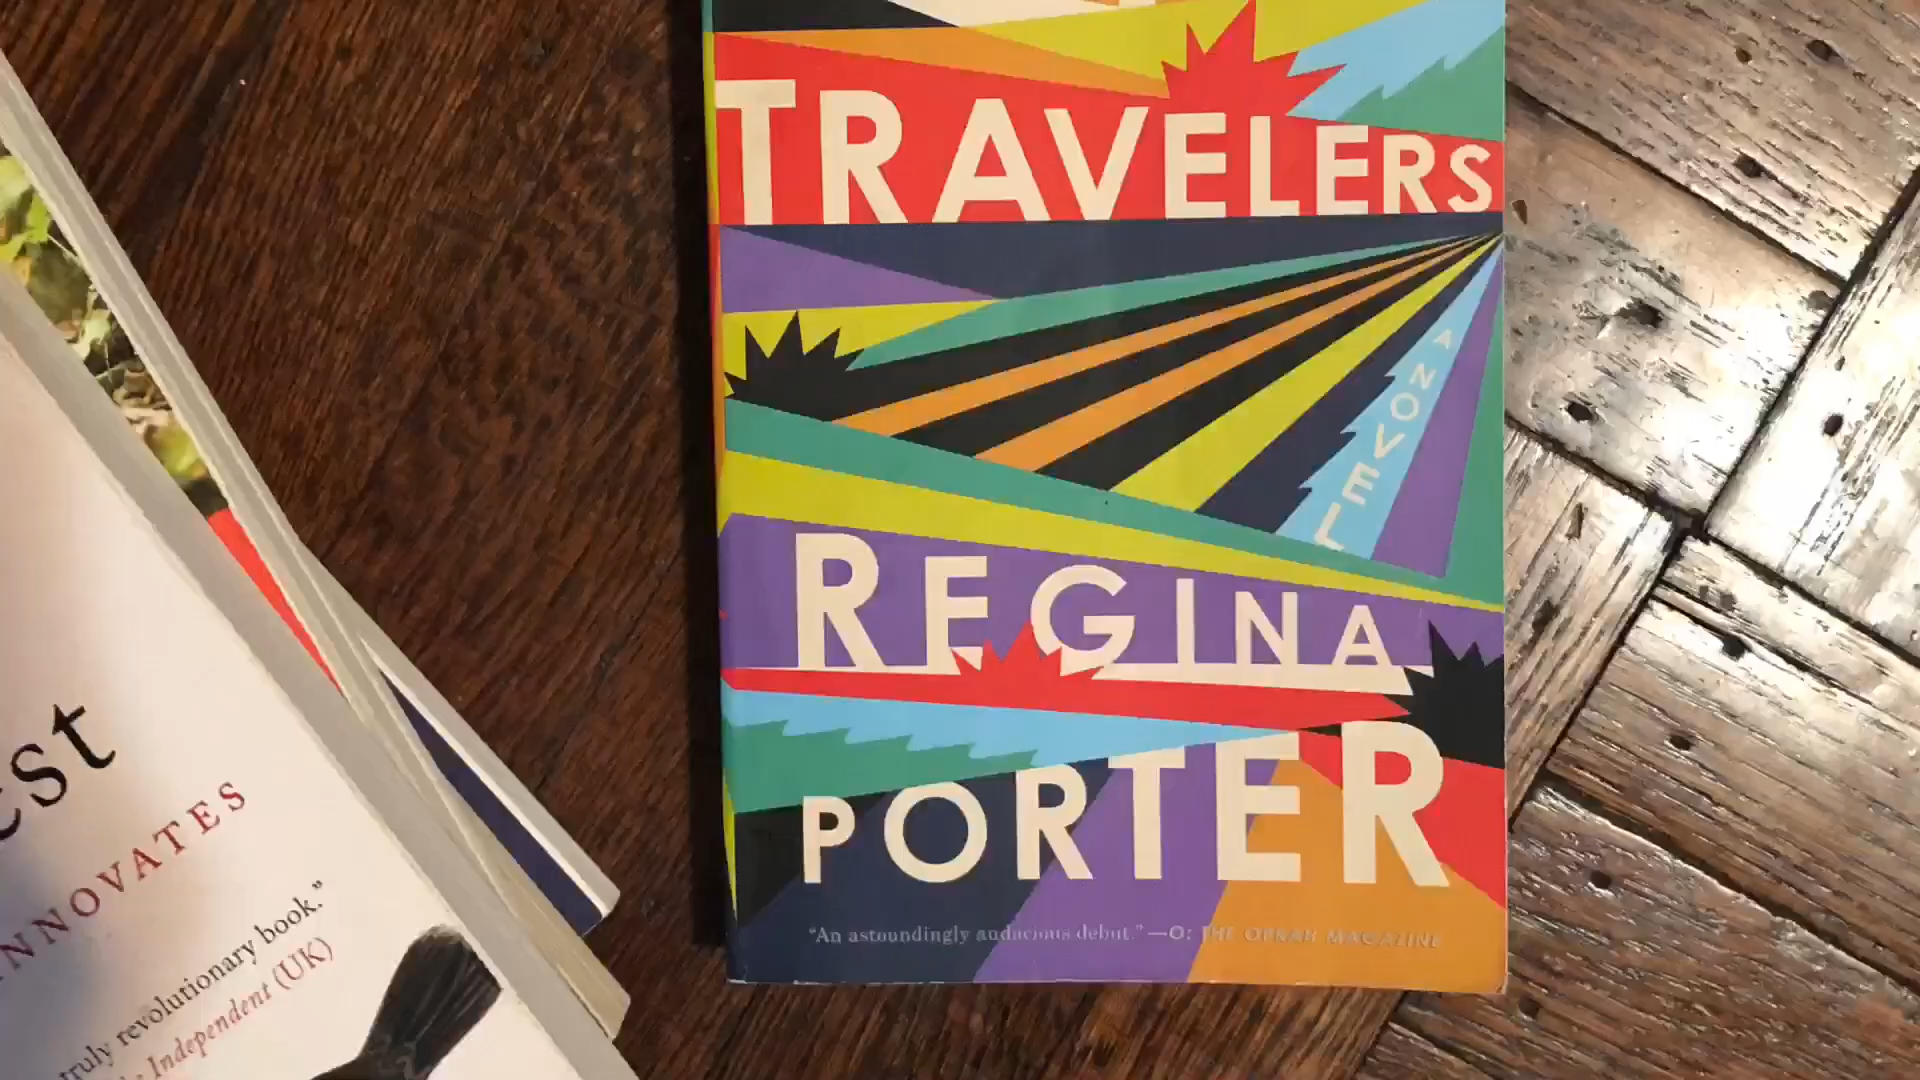 TRAVELERS
A NOVEL
REGINA
PORTER
"An astoundingly audacious debut." —O: THE OPRAH MAGAZINE
est
INNOVATES
truly revolutionary book."
Independent (UK)